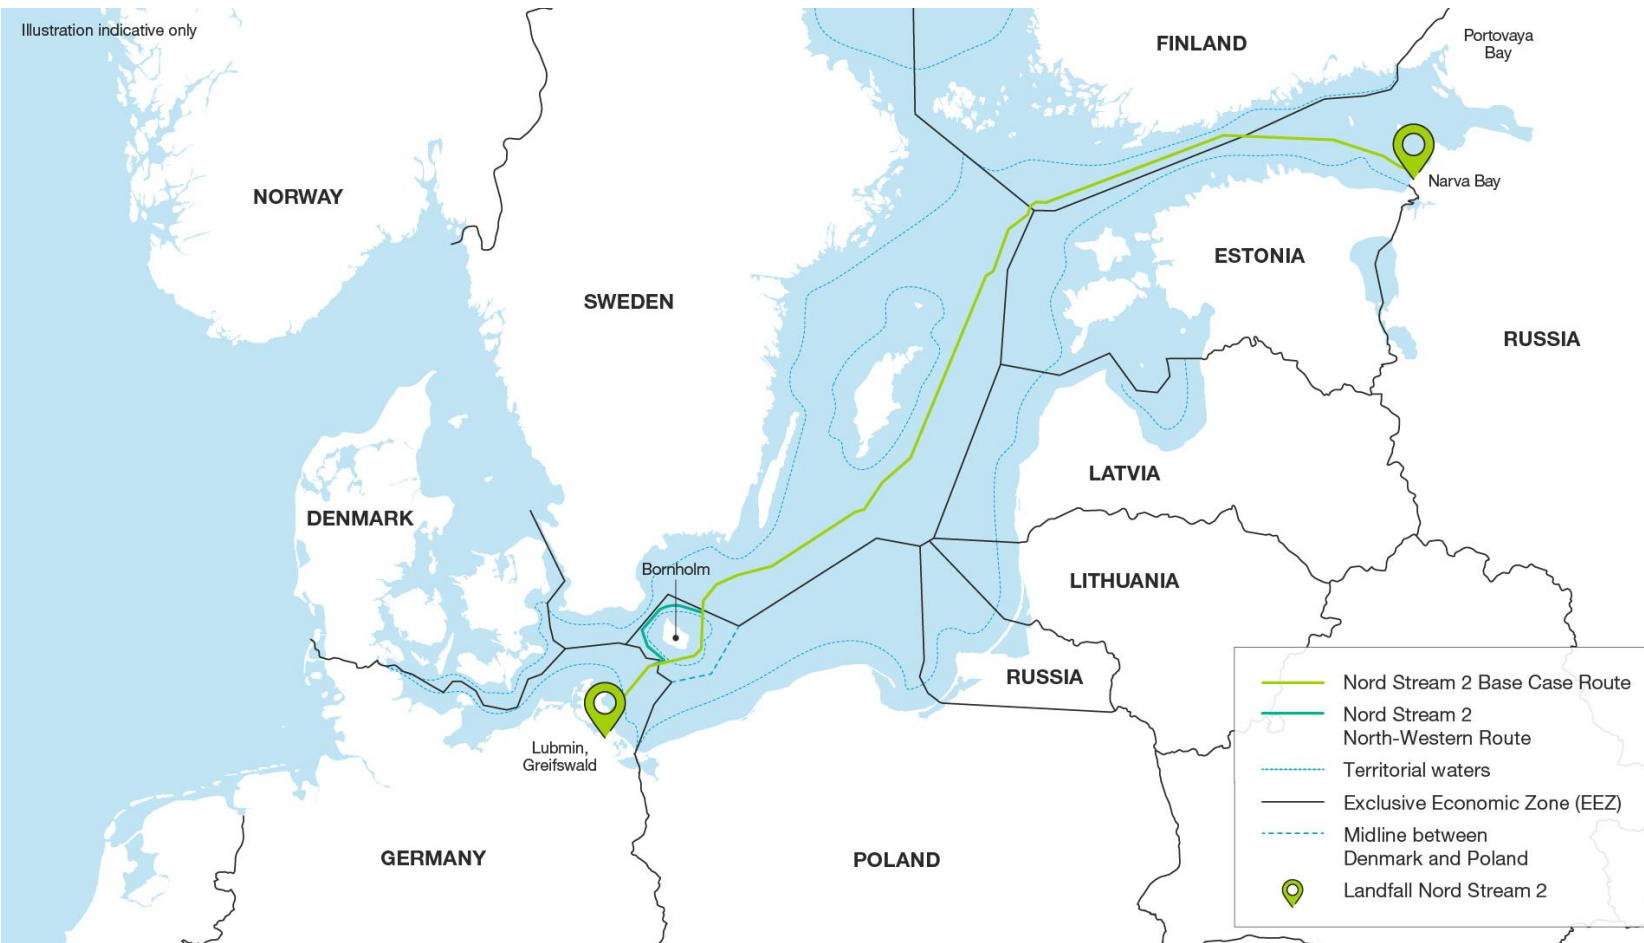 Illustration indicative only
FINLAND
Portovaya
Bay
NORWAY
Narva Bay
ESTONIA
SWEDEN
RUSSIA
LATVIA
DENMARK
Bornholm
LITHUANIA
RUSSIA
Lubmin,
Greifswald
GERMANY
POLAND
Nord Stream 2 Base Case Route
Nord Stream 2
North-Western Route
Territorial waters
Exclusive Economic Zone (EEZ)
Midline between
Denmark and Poland
Landfall Nord Stream 2